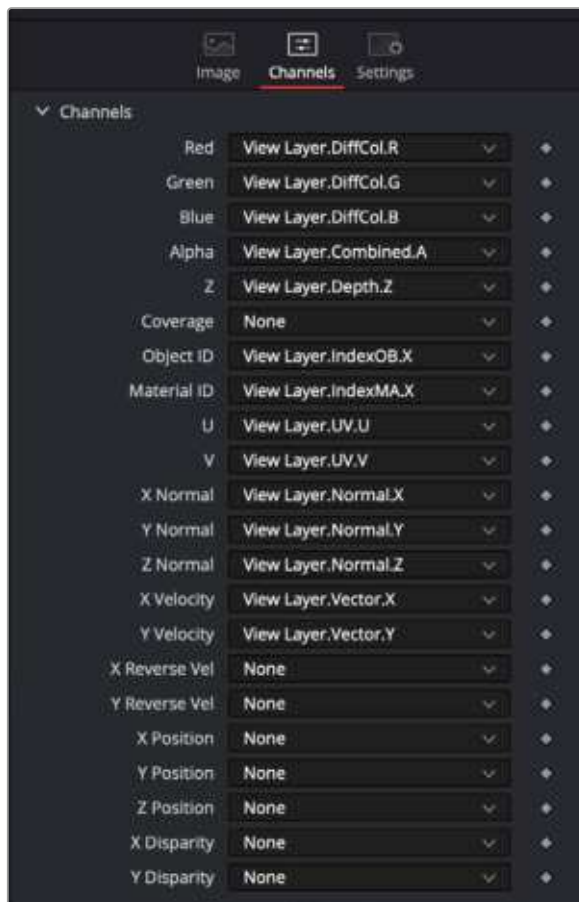 Image Channels Settings
Channels
Red View Layer.DiffCol.R
Green View Layer.DiffCol.G
Blue View Layer.DiffCol.B
Alpha View Layer.Combined.A
Z View Layer.Depth.Z
Coverage None
Object ID View Layer.IndexOB.X
Material ID View Layer.IndexMA.X
U View Layer.UV.U
V View Layer.UV.V
X Normal View Layer.Normal.X
Y Normal View Layer.Normal.Y
Z Normal View Layer.Normal.Z
X Velocity View Layer.Vector.X
Y Velocity View Layer.Vector.Y
X Reverse Vel None
Y Reverse Vel None
X Position None
Y Position None
Z Position None
X Disparity None
Y Disparity None